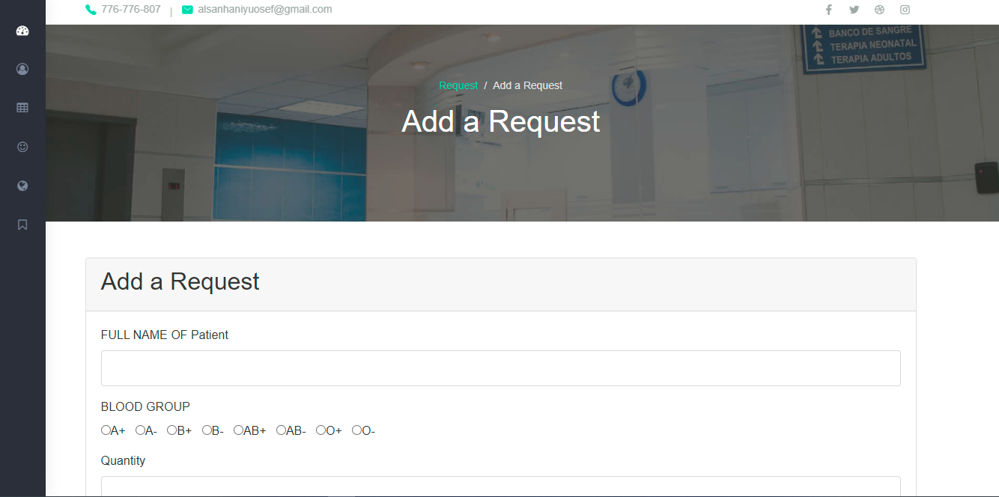 776-776-807 | alsanhaniyuosef@gmail.com
BANCO DE SANGRE
TERAPIA NEONATAL
TERAPIA ADULTOS
Request / Add a Request
Add a Request
Add a Request
FULL NAME OF Patient
BLOOD GROUP
A+ A- B+ B- AB+ AB- O+ O-
Quantity